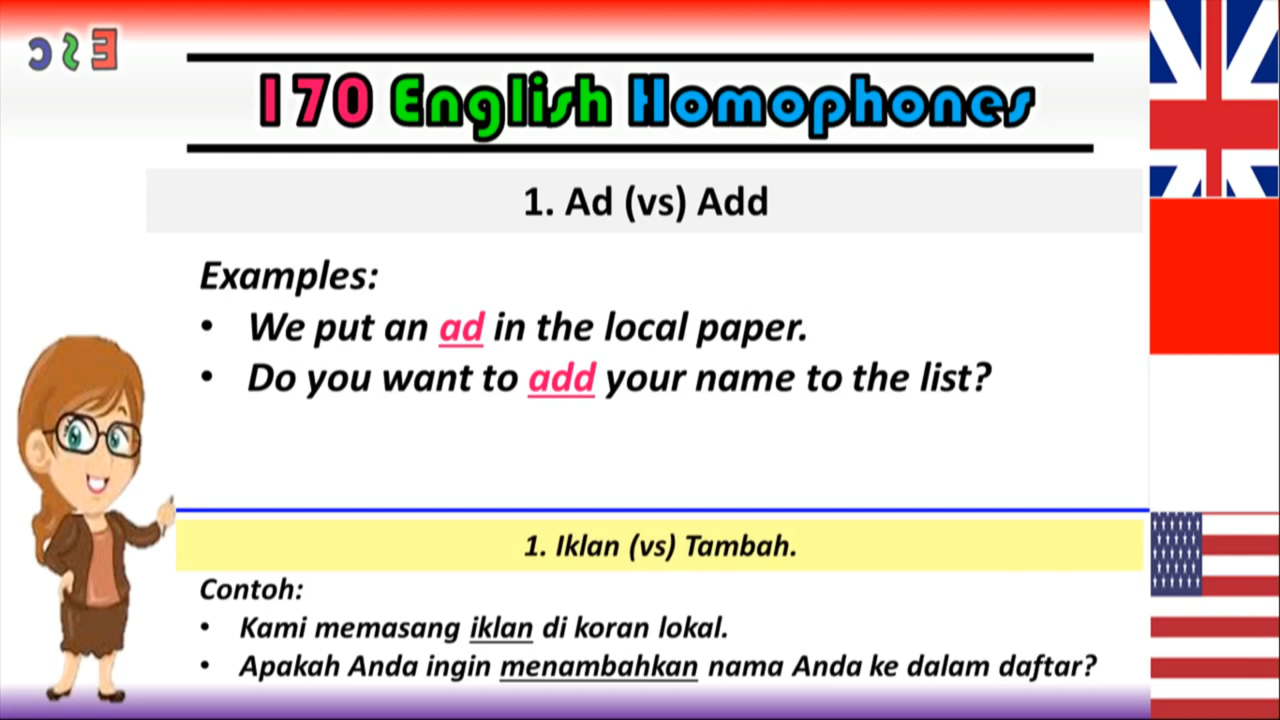 ESC
170 English Homophones
1. Ad (vs) Add
Examples:
• We put an ad in the local paper.
• Do you want to add your name to the list?
1. Iklan (vs) Tambah.
Contoh:
• Kami memasang iklan di koran lokal.
• Apakah Anda ingin menambahkan nama Anda ke dalam daftar?